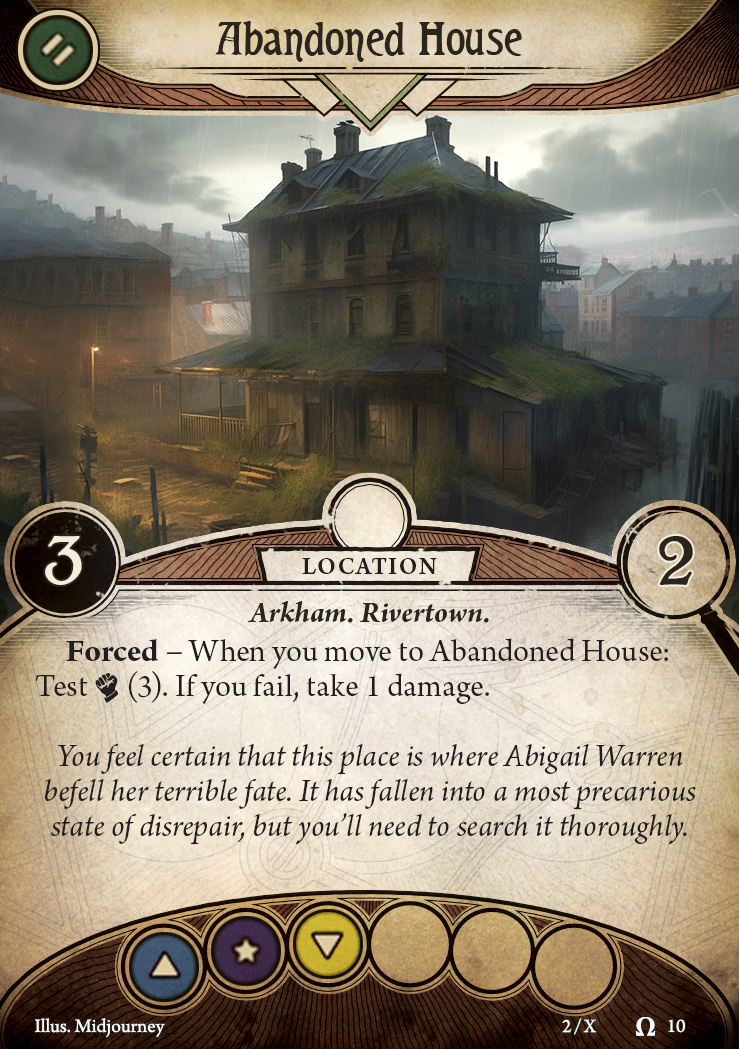 Abandoned House
3
LOCATION
2
Arkham. Rivertown.
Forced – When you move to Abandoned House:
Test (3). If you fail, take 1 damage.
You feel certain that this place is where Abigail Warren
befell her terrible fate. It has fallen into a most precarious
state of disrepair, but you’ll need to search it thoroughly.
Illus. Midjourney
2/X
Ω 10